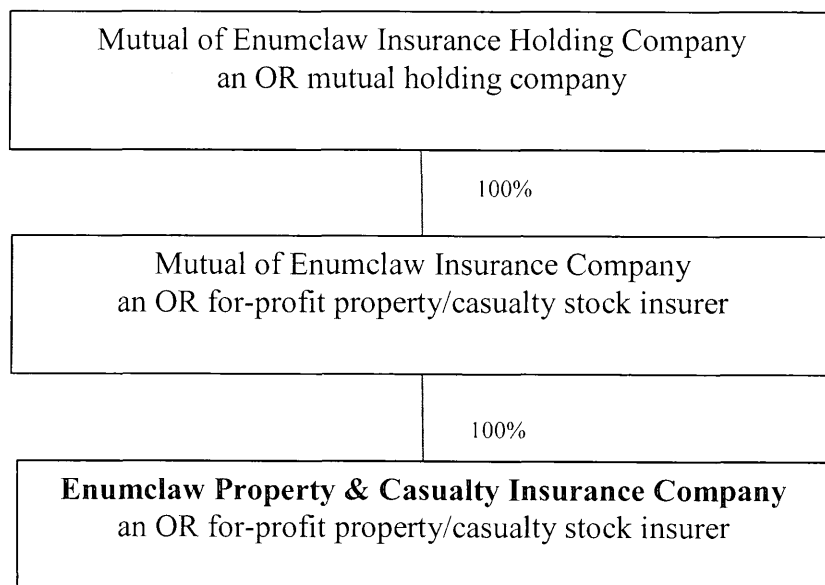 Mutual of Enumclaw Insurance Holding Company
an OR mutual holding company
100%
Mutual of Enumclaw Insurance Company
an OR for-profit property/casualty stock insurer
100%
Enumclaw Property & Casualty Insurance Company
an OR for-profit property/casualty stock insurer